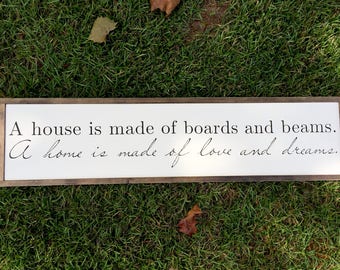 A house is made of boards and beams.
A home is made of love and dreams.